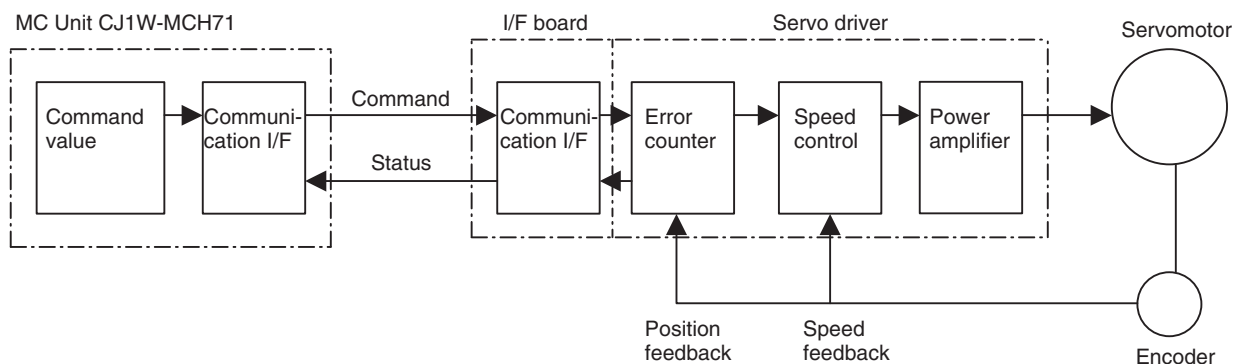 MC Unit CJ1W-MCH71
I/F board
Servo driver
Servomotor
Command
value
Communi-
cation I/F
Command
Status
Communi-
cation I/F
Error
counter
Speed
control
Power
amplifier
Position
feedback
Speed
feedback
Encoder